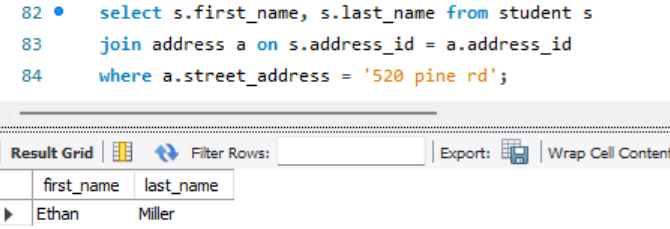 82 select s.first_name, s.last_name from student s
83 join address a on s.address_id = a.address_id
84 where a.street_address = '520 pine rd';
Result Grid Filter Rows: Export: Wrap Cell Content
first_name last_name
Ethan Miller